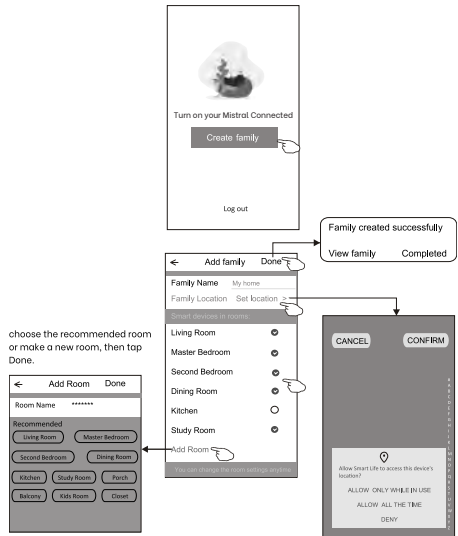 Turn on your Mistral Connected
Create family
Log out
Family created successfully
View family Completed
← Add family Done
Family Name My home
Family Location Set location >
Smart devices in rooms:
Living Room
Master Bedroom
Second Bedroom
Dining Room
Kitchen
Study Room
Add Room
You can change the room settings anytime
choose the recommended room
or make a new room, then tap
Done.
← Add Room Done
Room Name *******
Recommended
Living Room Master Bedroom
Second Bedroom Dining Room
Kitchen Study Room Porch
Balcony Kids Room Closet
CANCEL CONFIRM
Allow Smart Life to access this device's
location?
ALLOW ONLY WHILE IN USE
ALLOW ALL THE TIME
DENY